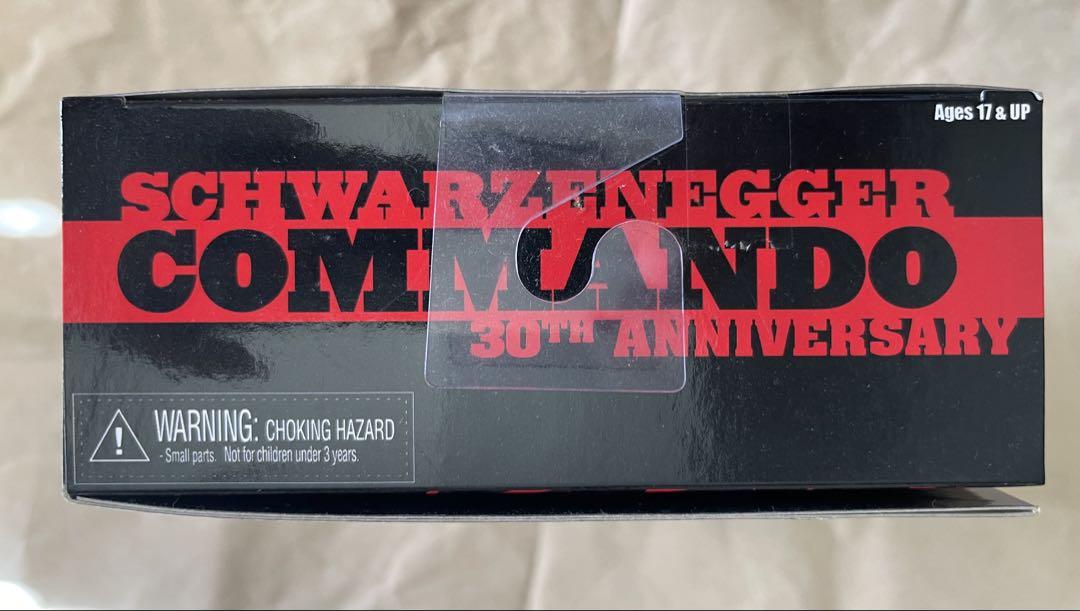 Ages 17 & UP
SCHWARZENEGGER
COMMANDO
30TH ANNIVERSARY
WARNING: CHOKING HAZARD
- Small parts. Not for children under 3 years.